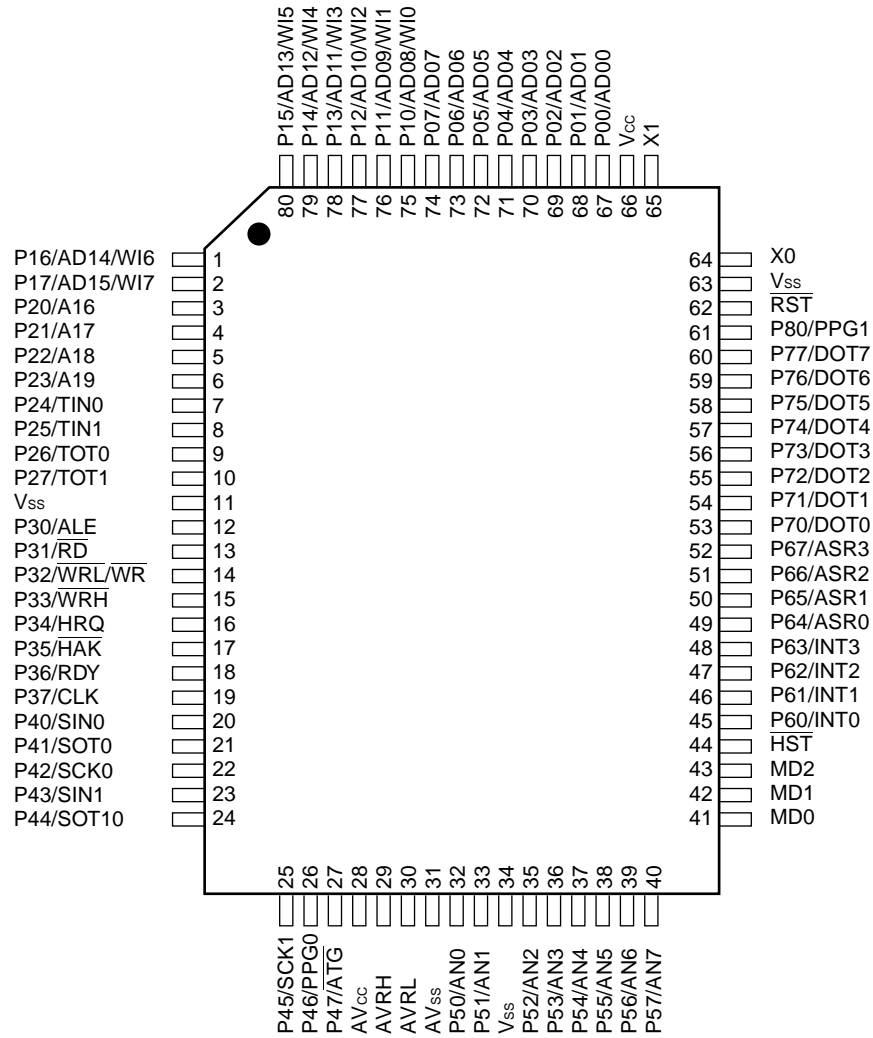 P15/AD13/WI5
P14/AD12/WI4
P13/AD11/WI3
P12/AD10/WI2
P11/AD09/WI1
P10/AD08/WI0
P07/AD07
P06/AD06
P05/AD05
P04/AD04
P03/AD03
P02/AD02
P01/AD01
P00/AD00
Vcc
X1
80 79 78 77 76 75 74 73 72 71 70 69 68 67 66 65
P16/AD14/WI6 1
P17/AD15/WI7 2
P20/A16 3
P21/A17 4
P22/A18 5
P23/A19 6
P24/TIN0 7
P25/TIN1 8
P26/TOT0 9
P27/TOT1 10
Vss 11
P30/ALE 12
P31/R̅D̅ 13
P32/W̅R̅L̅/W̅R̅ 14
P33/W̅R̅H̅ 15
P34/HRQ 16
P35/H̅A̅K̅ 17
P36/RDY 18
P37/CLK 19
P40/SIN0 20
P41/SOT0 21
P42/SCK0 22
P43/SIN1 23
P44/SOT10 24
64 X0
63 Vss
62 R̅S̅T̅
61 P80/PPG1
60 P77/DOT7
59 P76/DOT6
58 P75/DOT5
57 P74/DOT4
56 P73/DOT3
55 P72/DOT2
54 P71/DOT1
53 P70/DOT0
52 P67/ASR3
51 P66/ASR2
50 P65/ASR1
49 P64/ASR0
48 P63/INT3
47 P62/INT2
46 P61/INT1
45 P60/INT0
44 H̅S̅T̅
43 MD2
42 MD1
41 MD0
25 26 27 28 29 30 31 32 33 34 35 36 37 38 39 40
P45/SCK1
P46/PPG0
P47/A̅T̅G̅
AVcc
AVRH
AVRL
AVss
P50/AN0
P51/AN1
Vss
P52/AN2
P53/AN3
P54/AN4
P55/AN5
P56/AN6
P57/AN7